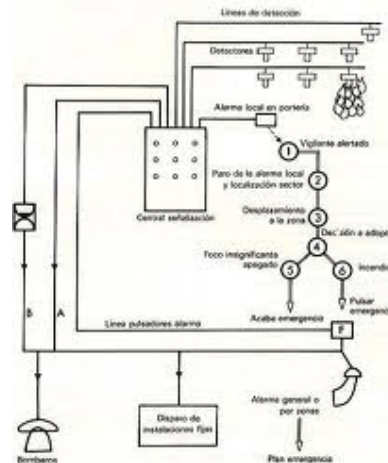 Líneas de detección
Detectores
Alarma local en portería
1
Vigilante alertado
Paro de la alarma local
y localización sector
2
Central señalización
Desplazamiento
a la zona
3
Decisión a adopt
4
Foco insignificante
apagado
5
6
incendio
Acaba emergencia
Pulsar
emergenci
B
A
Línea pulsadores alarma
F
Disparo de
instalaciones fijas
Alarma general o
por zonas
Bomberos
Plan emergencia